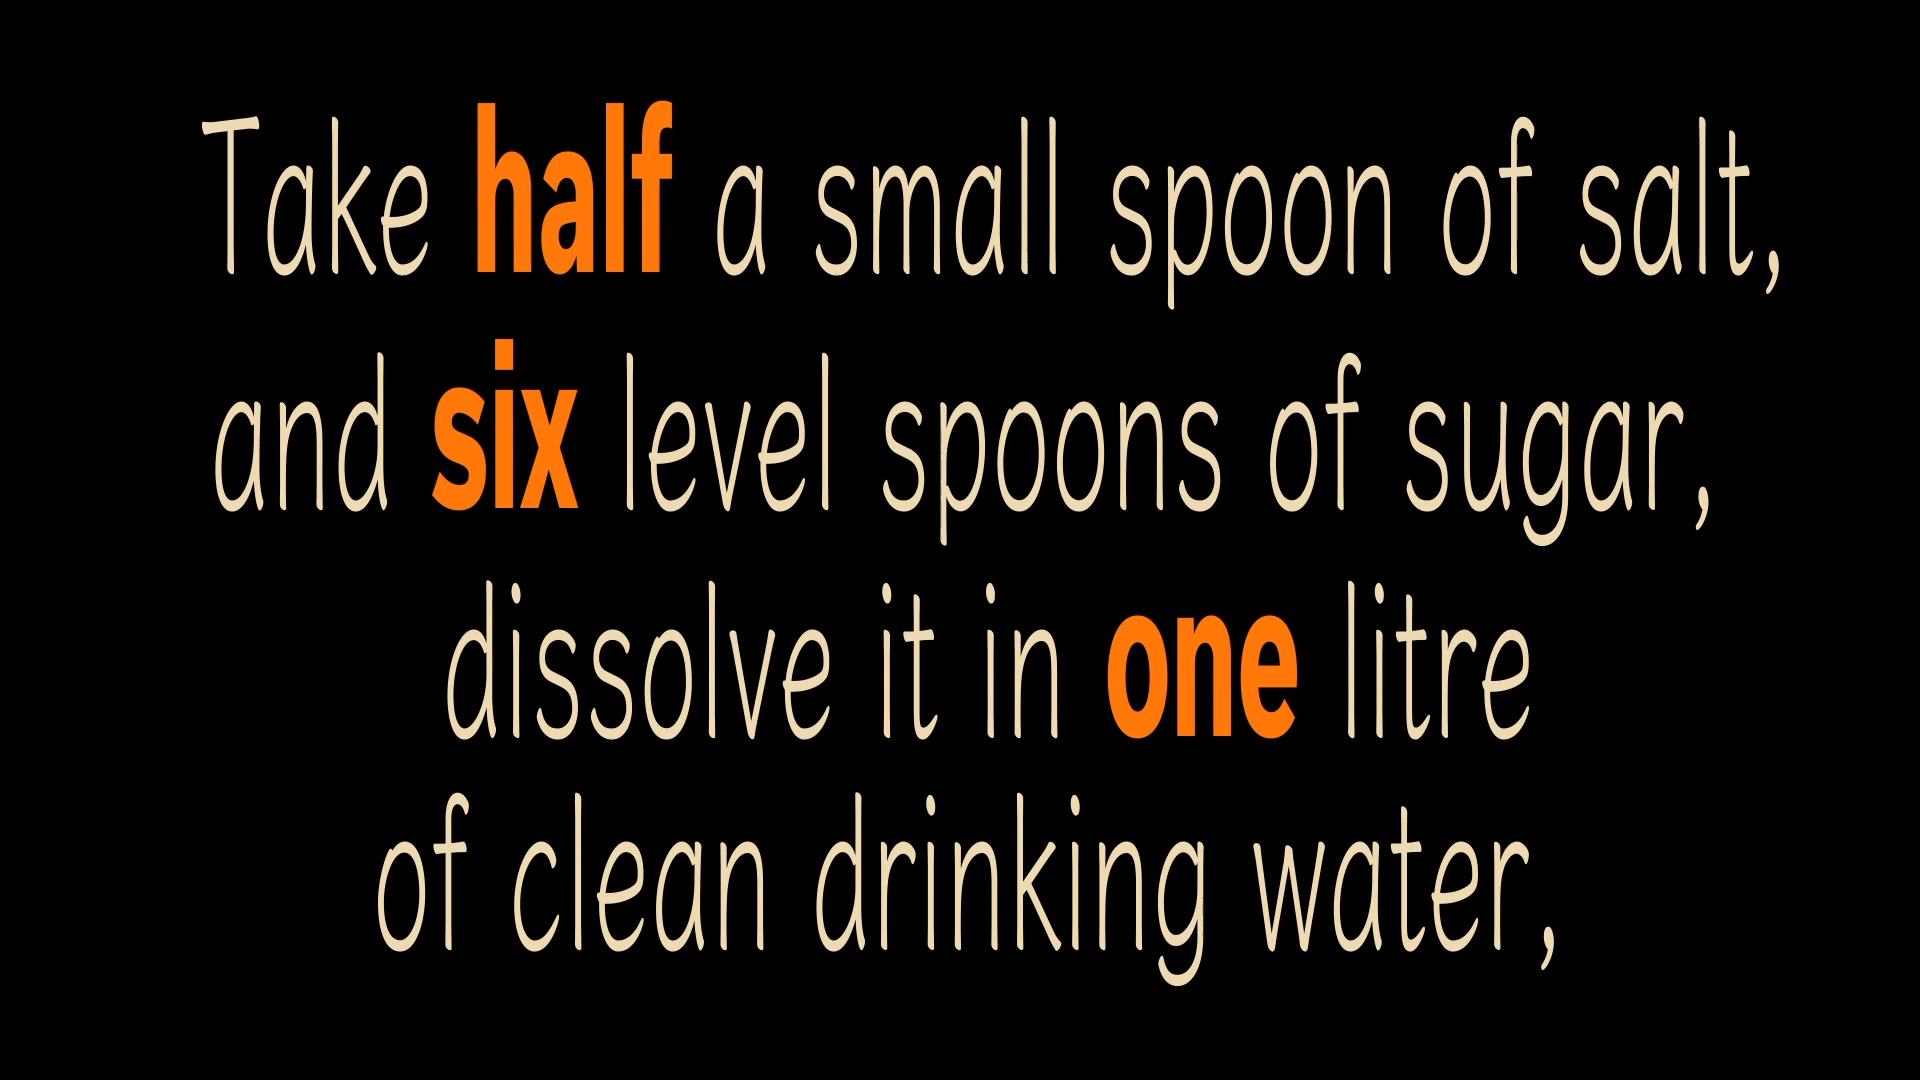 Take half a small spoon of salt,
and six level spoons of sugar,
dissolve it in one litre
of clean drinking water,